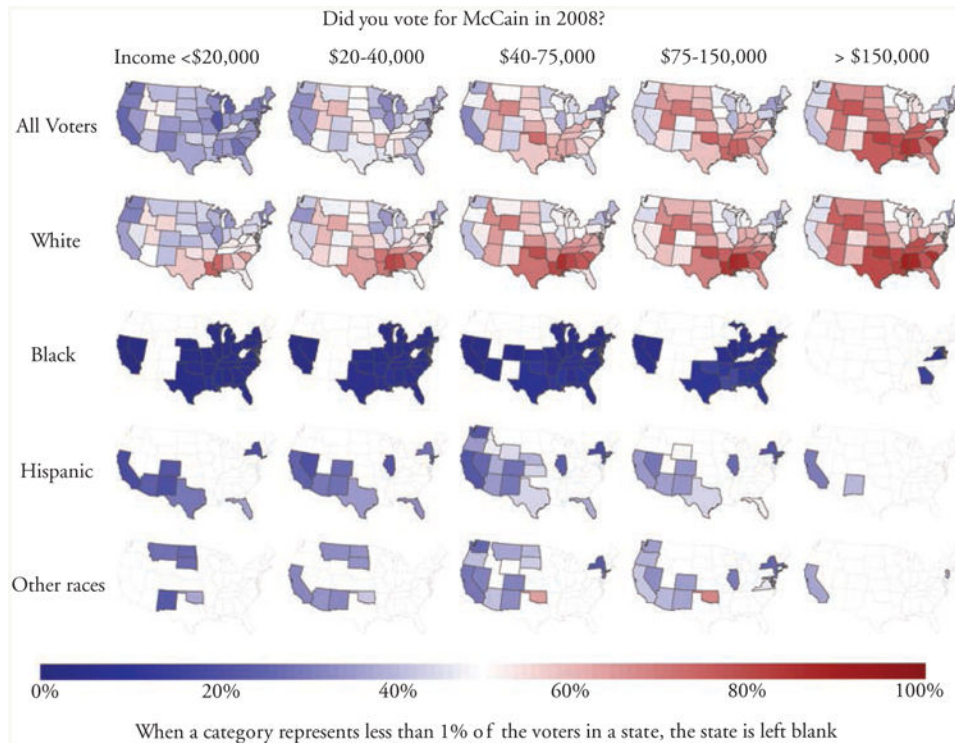 Did you vote for McCain in 2008?
Income <$20,000 $20-40,000 $40-75,000 $75-150,000 > $150,000
All Voters
White
Black
Hispanic
Other races
0% 20% 40% 60% 80% 100%
When a category represents less than 1% of the voters in a state, the state is left blank